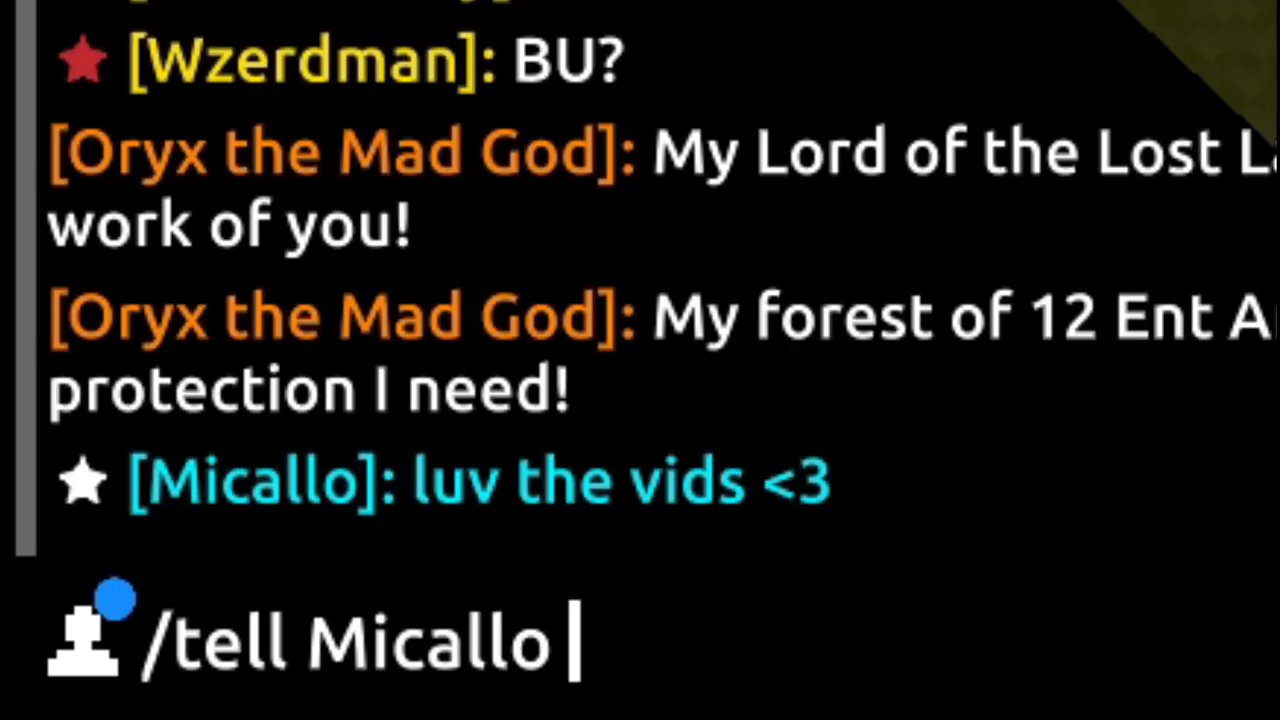 [Wzerdman]: BU?
[Oryx the Mad God]: My Lord of the Lost
work of you!
[Oryx the Mad God]: My forest of 12 Ent
protection I need!
[Micallo]: luv the vids <3
/tell Micallo